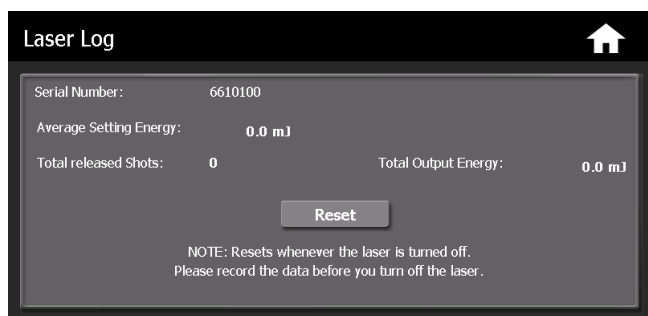 Laser Log
Serial Number: 6610100
Average Setting Energy: 0.0 mJ
Total released Shots: 0 Total Output Energy: 0.0 mJ
Reset
NOTE: Resets whenever the laser is turned off.
Please record the data before you turn off the laser.